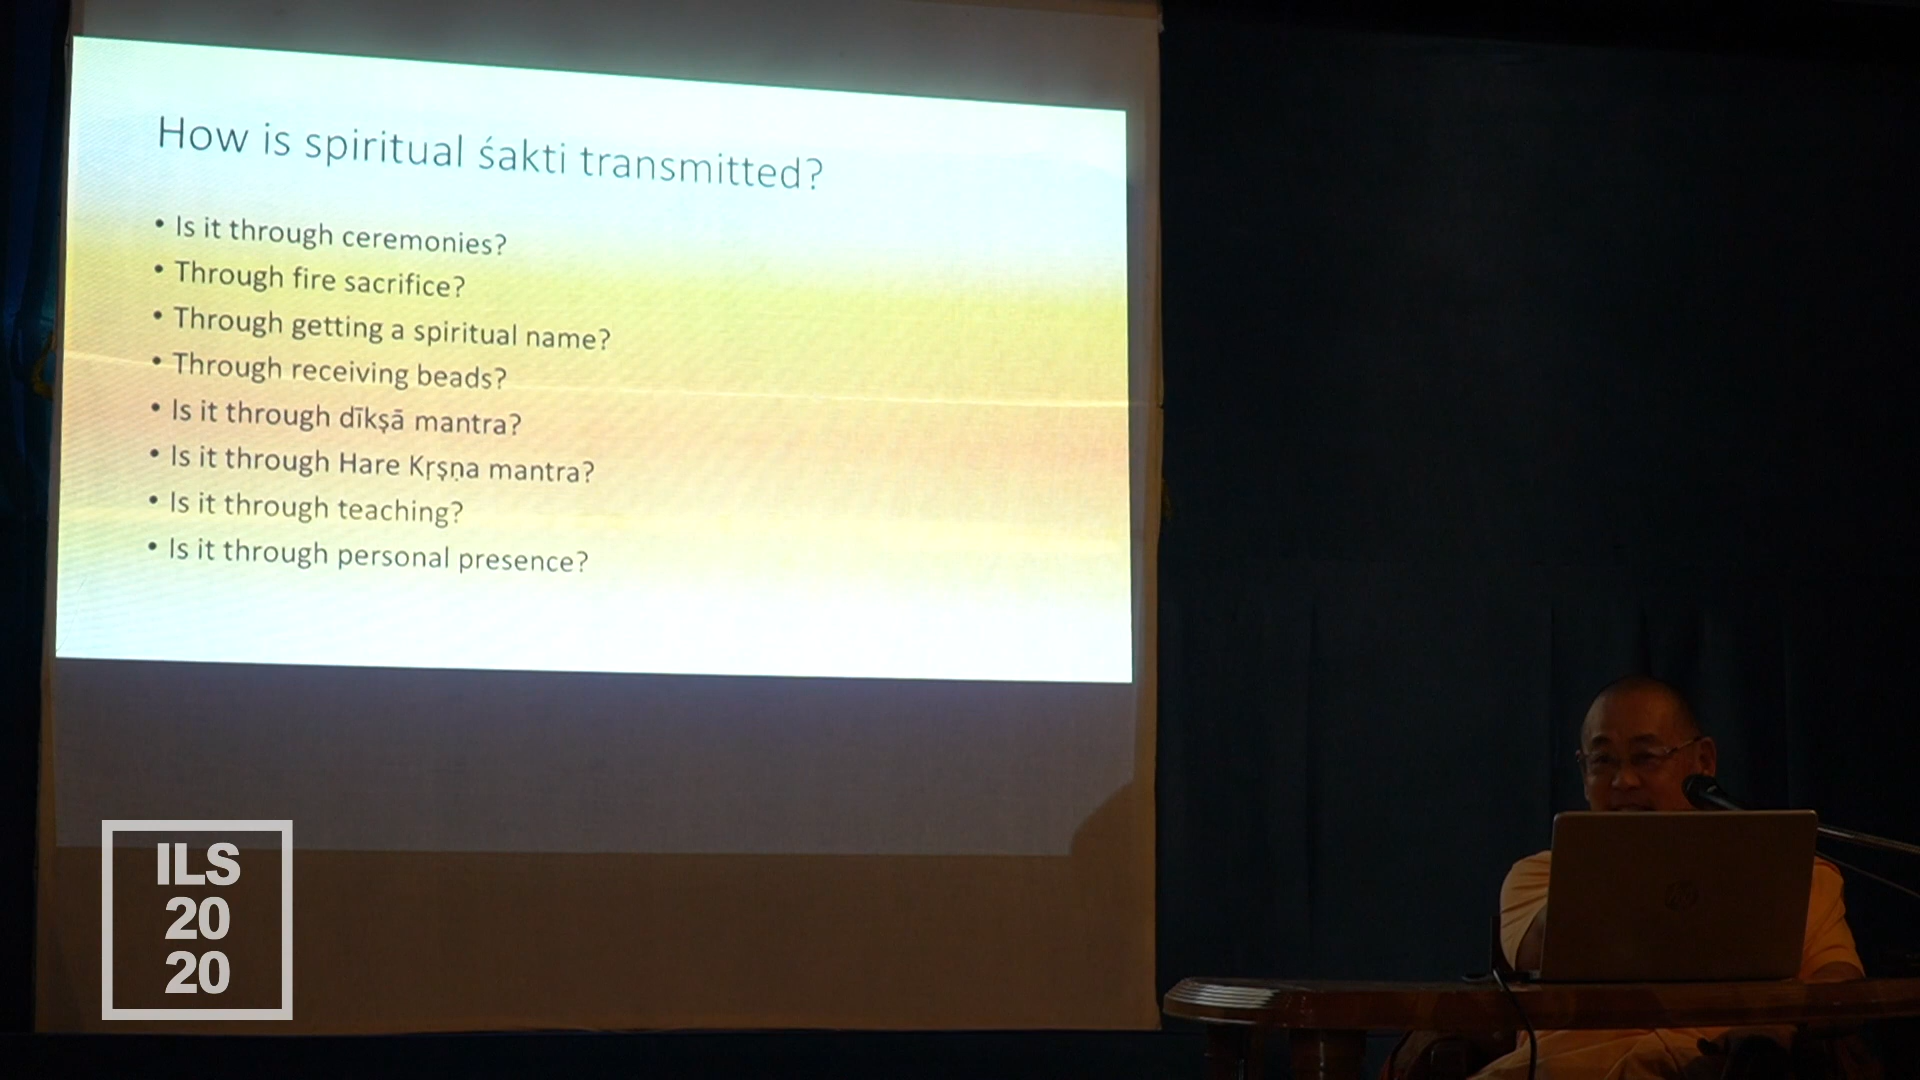 How is spiritual śakti transmitted?
• Is it through ceremonies?
• Through fire sacrifice?
• Through getting a spiritual name?
• Through receiving beads?
• Is it through dīkṣā mantra?
• Is it through Hare Kṛṣṇa mantra?
• Is it through teaching?
• Is it through personal presence?
ILS
20
20
hp